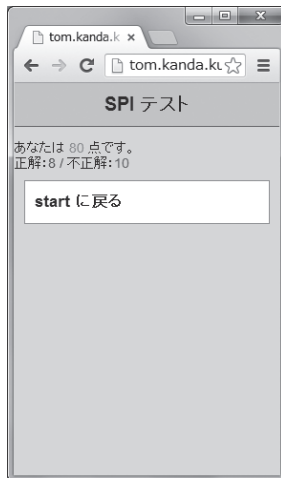 tom.kanda.k
tom.kanda.ku
SPI テスト
あなたは 80 点です。
正解:8 / 不正解:10
start に戻る